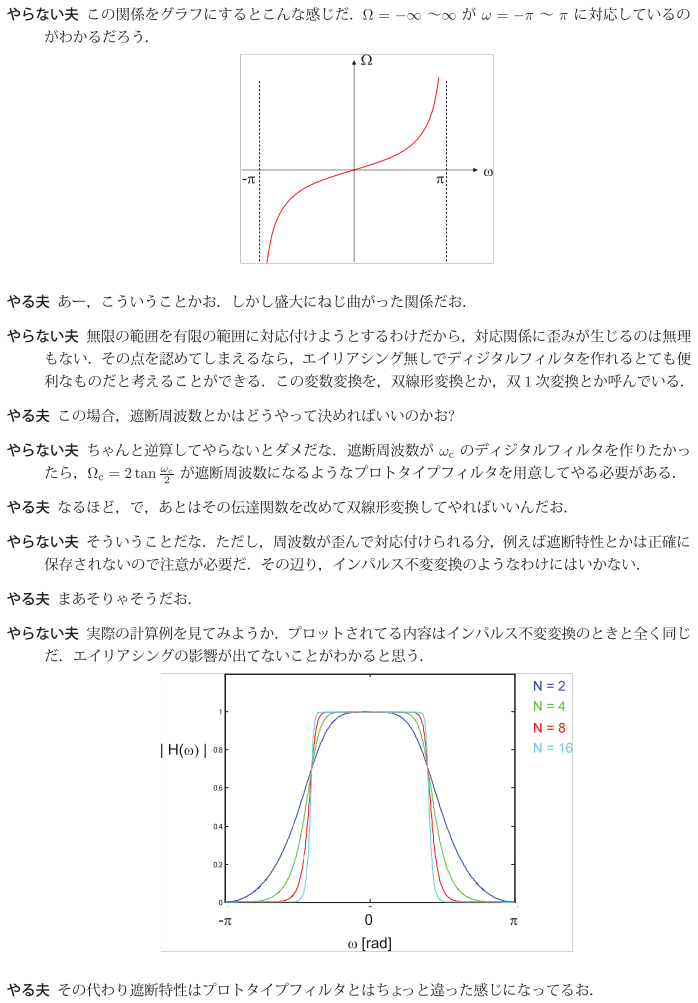 やらない夫 この関係をグラフにするとこんな感じだ．Ω = −∞ 〜∞ が ω = −π 〜 π に対応しているの
がわかるだろう．
Ω
-π
π
ω
やる夫 あー，こういうことかお．しかし盛大にねじ曲がった関係だお．
やらない夫 無限の範囲を有限の範囲に対応付けようとするわけだから，対応関係に歪みが生じるのは無理
もない．その点を認めてしまえるなら，エイリアシング無しでディジタルフィルタを作れるとても便
利なものだと考えることができる．この変数変換を，双線形変換とか，双 1 次変換とか呼んでいる．
やる夫 この場合，遮断周波数とかはどうやって決めればいいのかお?
やらない夫 ちゃんと逆算してやらないとダメだな．遮断周波数が ωc のディジタルフィルタを作りたかっ
たら，Ωc = 2 tan ωc/2 が遮断周波数になるようなプロトタイプフィルタを用意してやる必要がある．
やる夫 なるほど，で，あとはその伝達関数を改めて双線形変換してやればいいんだお．
やらない夫 そういうことだな．ただし，周波数が歪んで対応付けられる分，例えば遮断特性とかは正確に
保存されないので注意が必要だ．その辺り，インパルス不変変換のようなわけにはいかない．
やる夫 まあそりゃそうだお．
やらない夫 実際の計算例を見てみようか．プロットされてる内容はインパルス不変変換のときと全く同じ
だ．エイリアシングの影響が出てないことがわかると思う．
N = 2
N = 4
N = 8
N = 16
1
0.8
| H(ω) |
0.6
0.4
0.2
0
-π
0
π
ω [rad]
やる夫 その代わり遮断特性はプロトタイプフィルタとはちょっと違った感じになってるお．